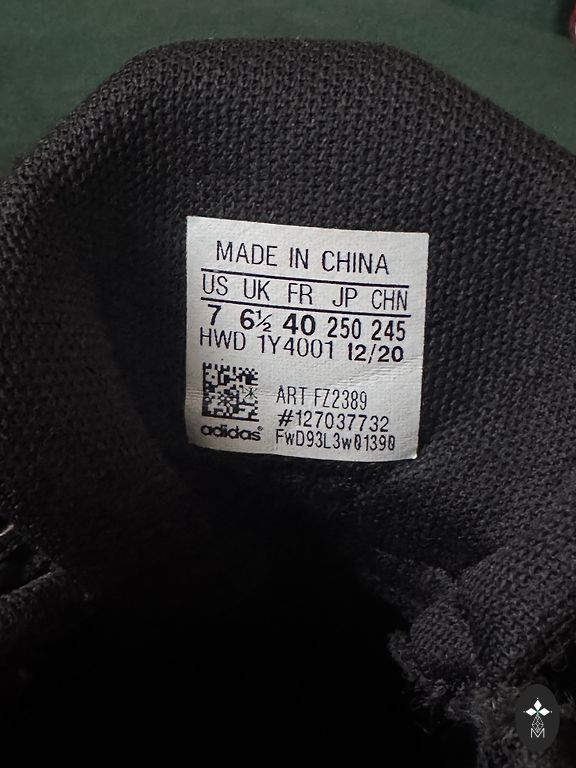 MADE IN CHINA
US UK FR JP CHN
7 6½ 40 250 245
HWD 1Y4001 12/20
ART FZ2389
#127037732
adidas® FwD93L3w01390
M